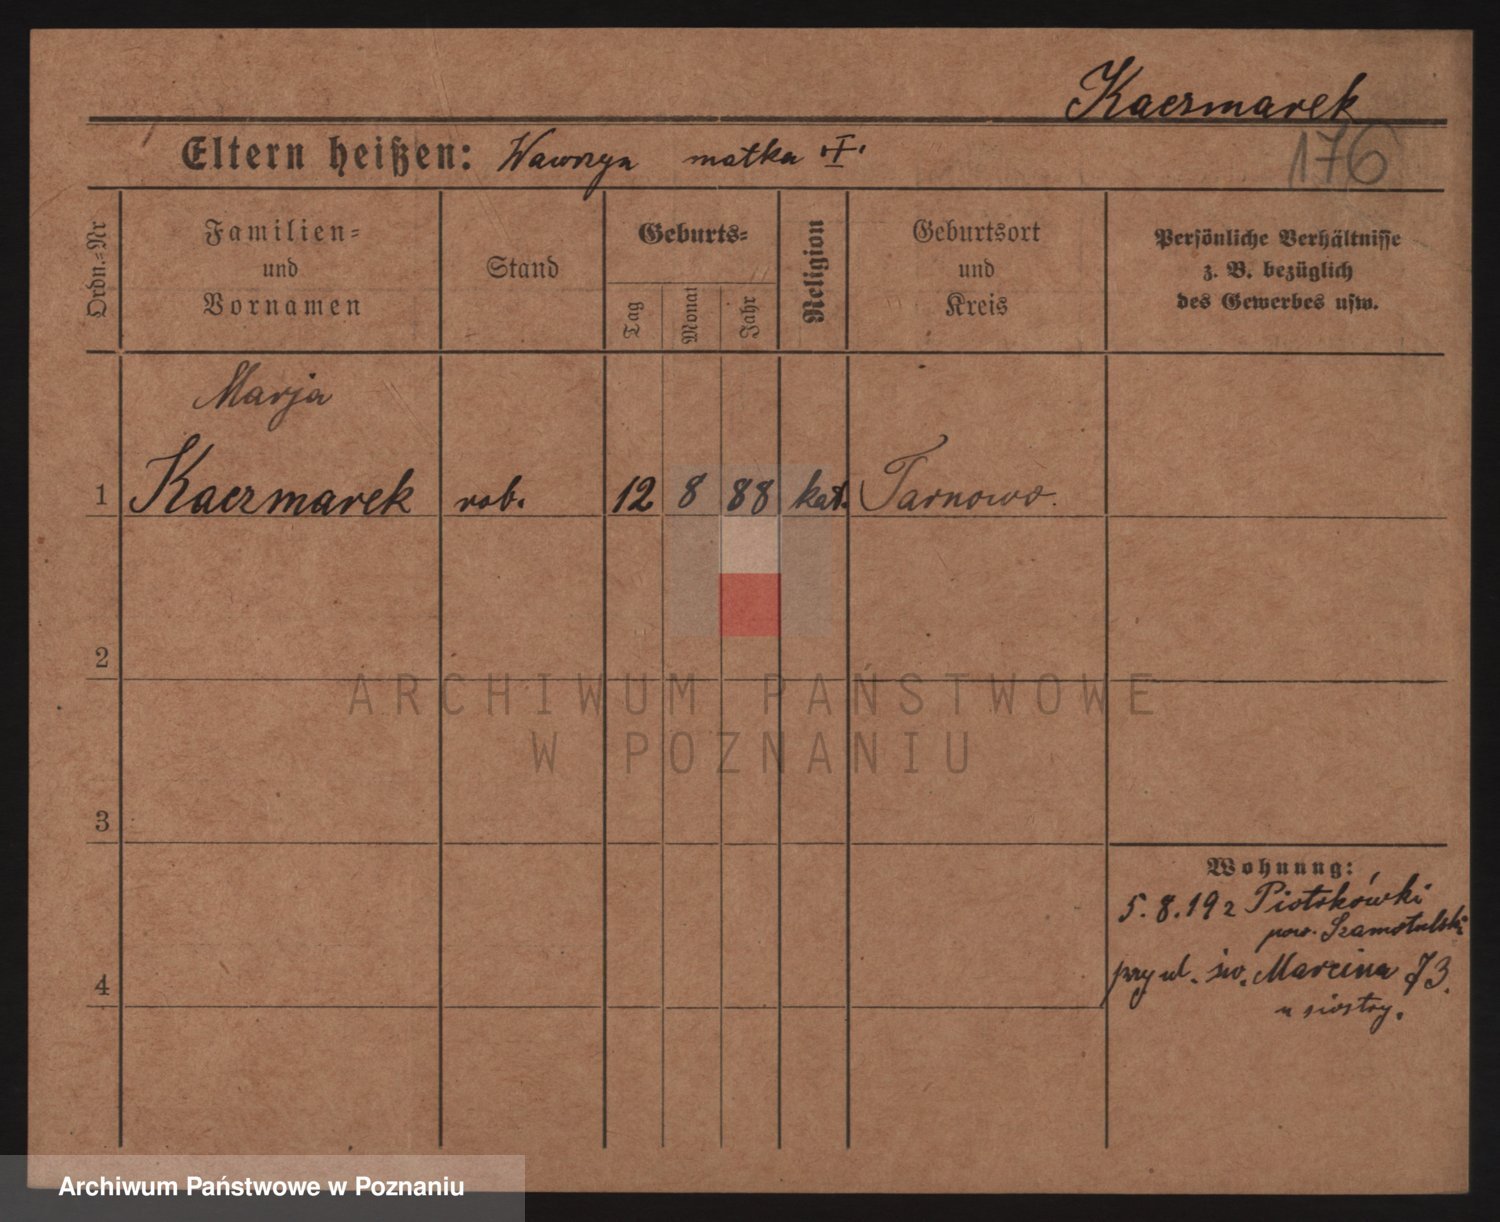 Kaczmarek
176
Eltern heißen: Wawrzyn matka †
Ordn.=Nr
Familien=
und
Vornamen
Stand
Geburts=
Tag
Monat
Jahr
Religion
Geburtsort
und
Kreis
Persönliche Verhältnisse
z. B. bezüglich
des Gewerbes usw.
Marja
1 Kaczmarek rob. 12 8 88 kat. Tarnowo.
2
ARCHIWUM PAŃSTWOWE
W POZNANIU
3
Wohnung:
5.8.19 z Piotrkówki
pow. Szamotulski
4
przy ul. św. Marcina 73.
u siostry.
Archiwum Państwowe w Poznaniu